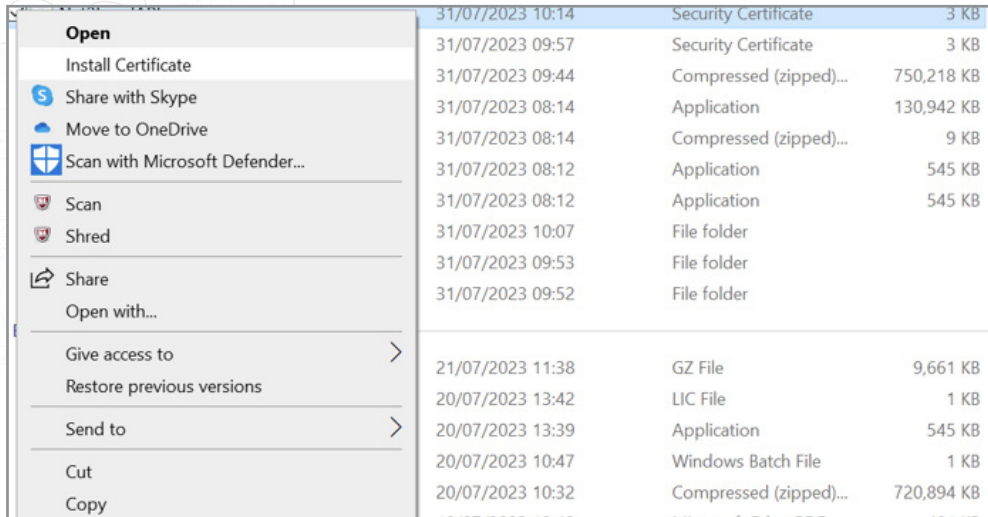 31/07/2023 10:14 Security Certificate 3 KB
Open
31/07/2023 09:57 Security Certificate 3 KB
Install Certificate
31/07/2023 09:44 Compressed (zipped)... 750,218 KB
Share with Skype
31/07/2023 08:14 Application 130,942 KB
Move to OneDrive
31/07/2023 08:14 Compressed (zipped)... 9 KB
Scan with Microsoft Defender...
31/07/2023 08:12 Application 545 KB
Scan
31/07/2023 08:12 Application 545 KB
Shred
31/07/2023 10:07 File folder
31/07/2023 09:53 File folder
Share
31/07/2023 09:52 File folder
Open with...
Give access to
21/07/2023 11:38 GZ File 9,661 KB
Restore previous versions
20/07/2023 13:42 LIC File 1 KB
Send to
20/07/2023 13:39 Application 545 KB
20/07/2023 10:47 Windows Batch File 1 KB
Cut
20/07/2023 10:32 Compressed (zipped)... 720,894 KB
Copy